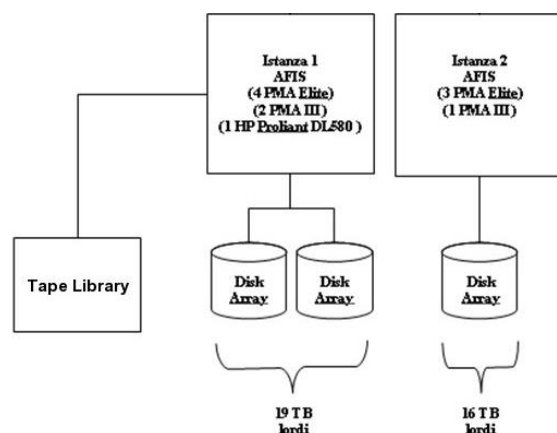 Istanza 1
AFIS
(4 PMA Elite)
(2 PMA III)
(1 HP Proliant DL580 )
Istanza 2
AFIS
(3 PMA Elite)
(1 PMA III)
Tape Library
Disk
Array
Disk
Array
Disk
Array
19 TB
lordi
16 TB
lordi